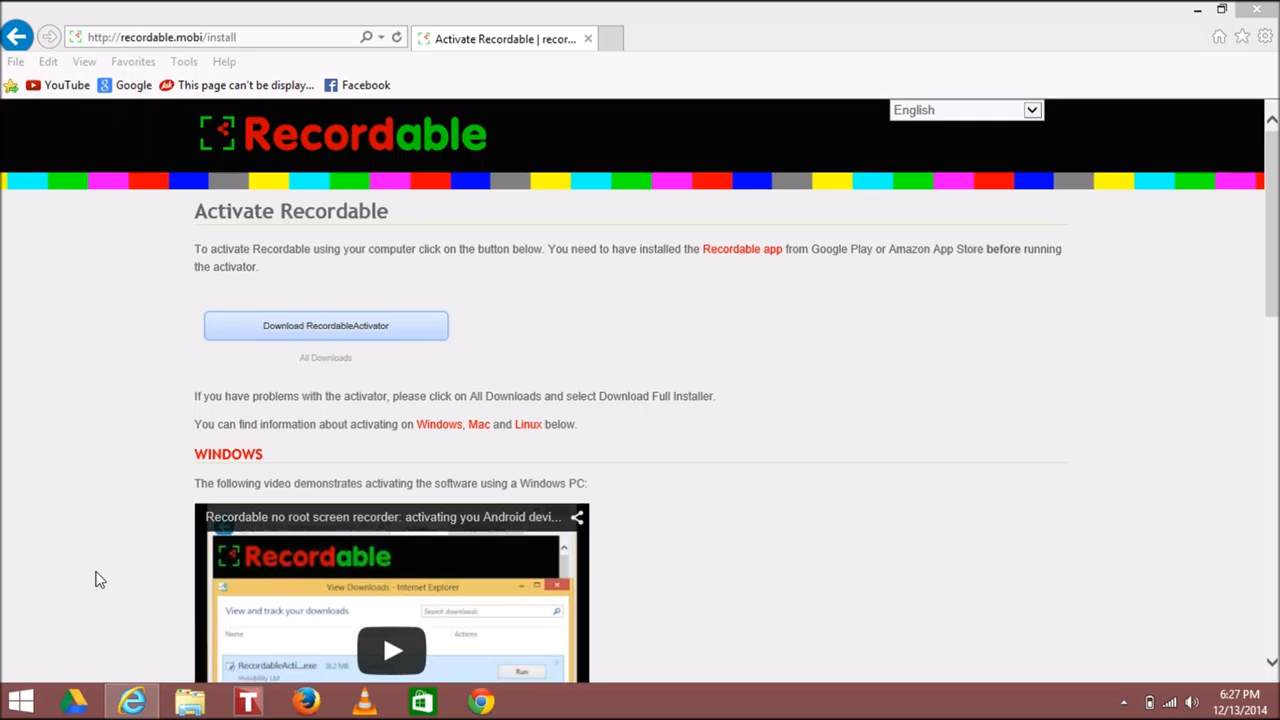 http://recordable.mobi/install
Activate Recordable | recor...
File Edit View Favorites Tools Help
YouTube Google This page can't be display... Facebook
English
Recordable
Activate Recordable
To activate Recordable using your computer click on the button below. You need to have installed the Recordable app from Google Play or Amazon App Store before running
the activator.
Download RecordableActivator
All Downloads
If you have problems with the activator, please click on All Downloads and select Download Full Installer.
You can find information about activating on Windows, Mac and Linux below.
WINDOWS
The following video demonstrates activating the software using a Windows PC:
Recordable no root screen recorder: activating you Android devi...
Recordable
View Downloads - Internet Explorer
View and track your downloads Search downloads
Name Actions
RecordableActi...exe 38.2 MB Run
Invisibility Ltd
6:27 PM
12/13/2014